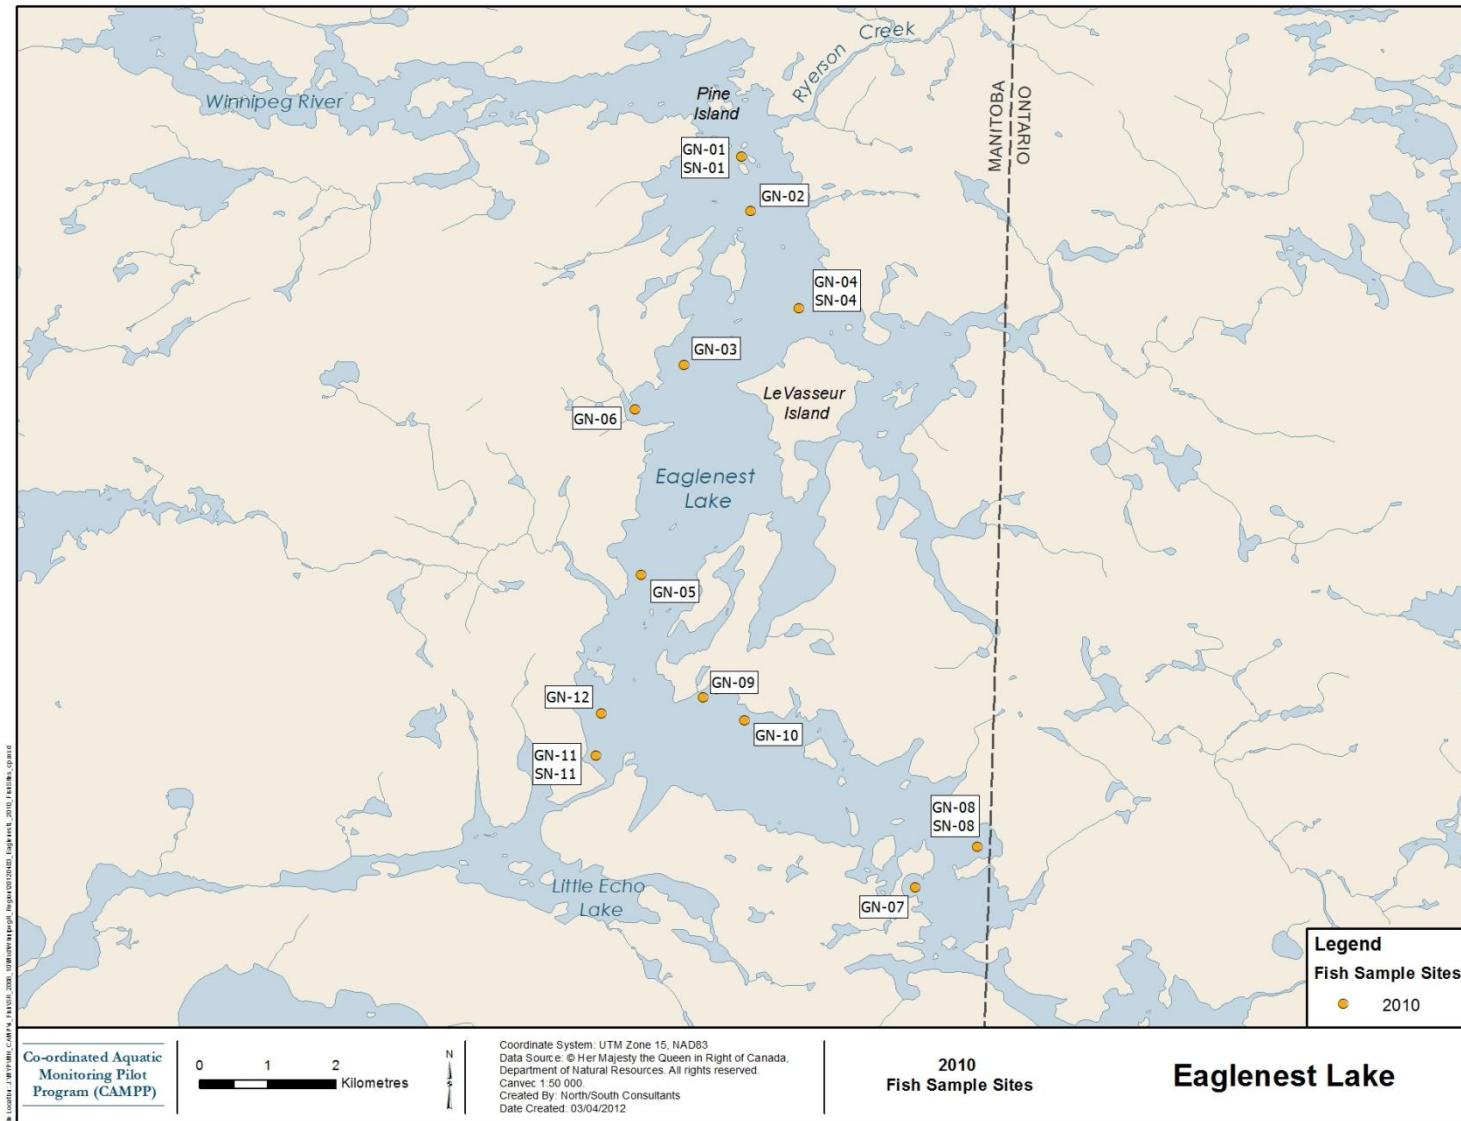 Winnipeg River
Pine
Island
Ryerson Creek
MANITOBA
ONTARIO
GN-01
SN-01
GN-02
GN-04
SN-04
GN-03
LeVasseur
Island
GN-06
Eaglenest
Lake
GN-05
GN-09
GN-12
GN-10
GN-11
SN-11
GN-08
SN-08
Little Echo
Lake
GN-07
Legend
Fish Sample Sites
2010
Co-ordinated Aquatic
Monitoring Pilot
Program (CAMPP)
0 1 2
Kilometres
N
Coordinate System: UTM Zone 15, NAD83
Data Source: © Her Majesty the Queen in Right of Canada,
Department of Natural Resources. All rights reserved.
Canvec 1:50 000.
Created By: North/South Consultants
Date Created: 03/04/2012
2010
Fish Sample Sites
Eaglenest Lake